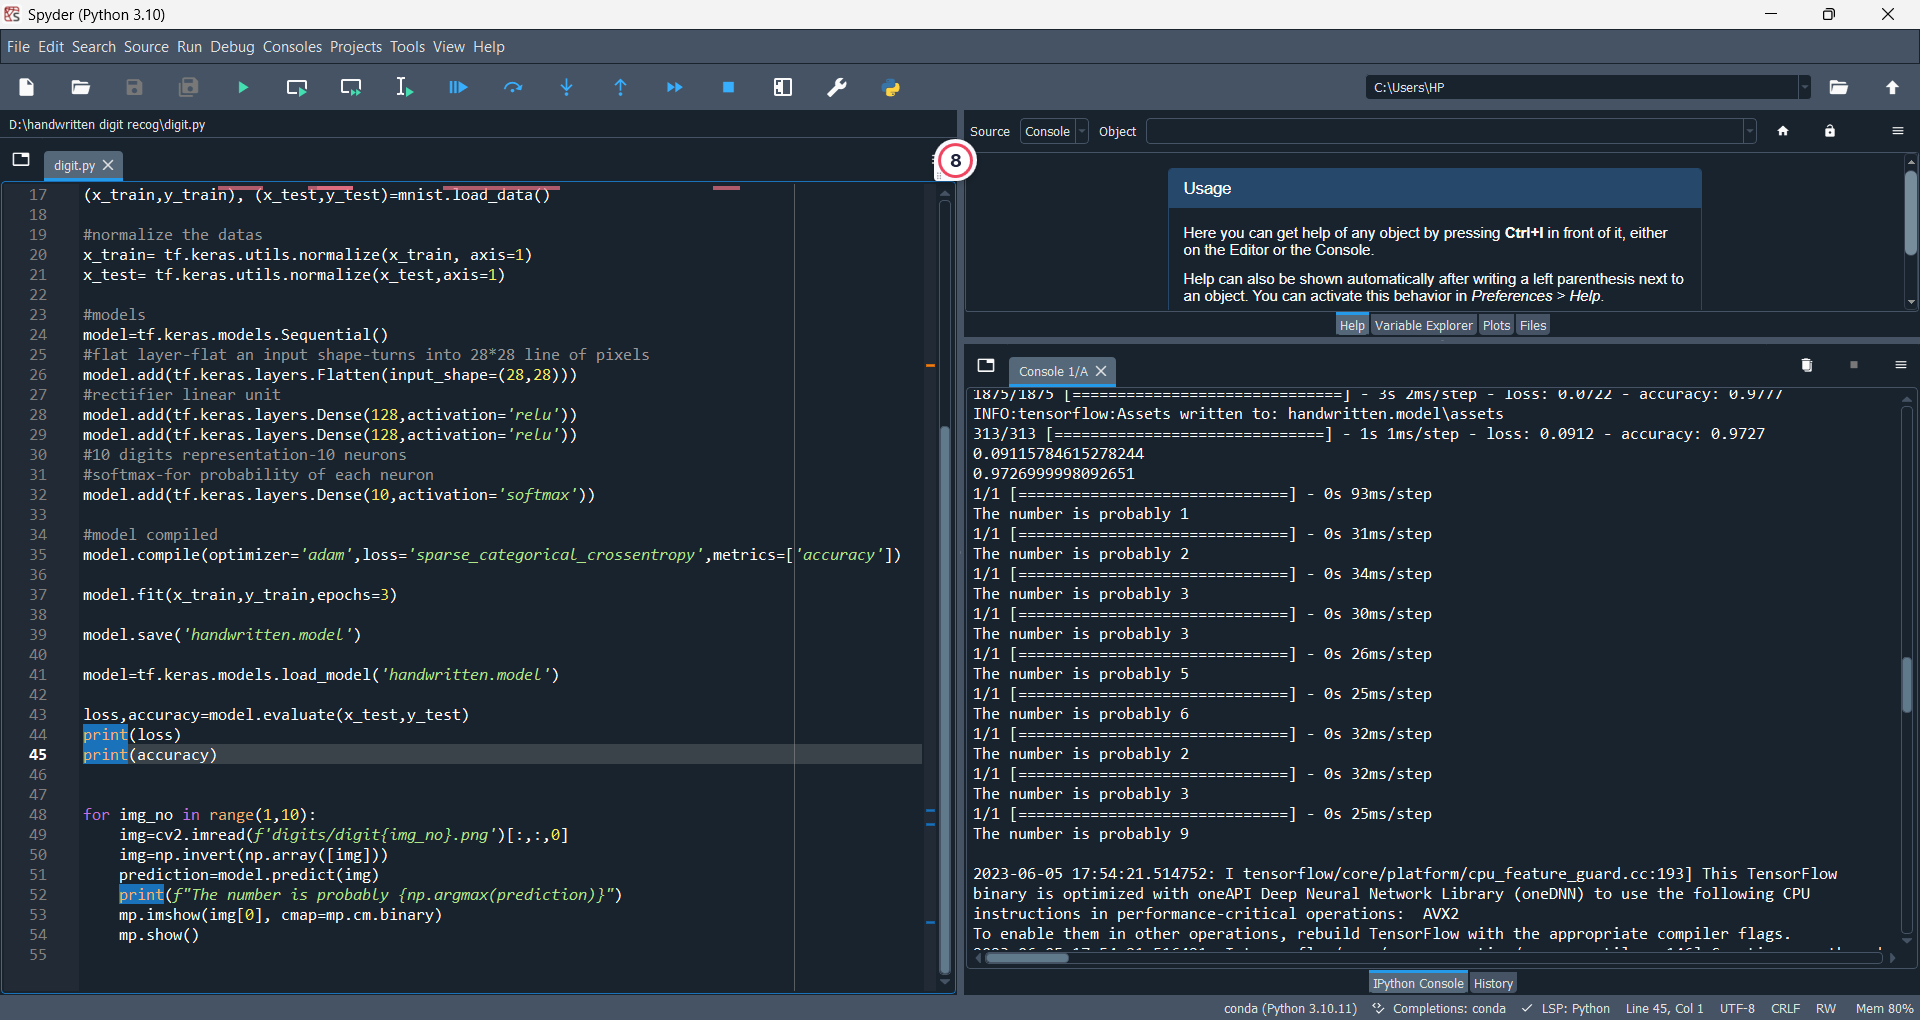 Spyder (Python 3.10)
File Edit Search Source Run Debug Consoles Projects Tools View Help
C:\Users\HP
D:\handwritten digit recog\digit.py
digit.py
8
17 (x_train,y_train), (x_test,y_test)=mnist.load_data()
18
19 #normalize the datas
20 x_train= tf.keras.utils.normalize(x_train, axis=1)
21 x_test= tf.keras.utils.normalize(x_test,axis=1)
22
23 #models
24 model=tf.keras.models.Sequential()
25 #flat layer-flat an input shape-turns into 28*28 line of pixels
26 model.add(tf.keras.layers.Flatten(input_shape=(28,28)))
27 #rectifier linear unit
28 model.add(tf.keras.layers.Dense(128,activation='relu'))
29 model.add(tf.keras.layers.Dense(128,activation='relu'))
30 #10 digits representation-10 neurons
31 #softmax-for probability of each neuron
32 model.add(tf.keras.layers.Dense(10,activation='softmax'))
33
34 #model compiled
35 model.compile(optimizer='adam',loss='sparse_categorical_crossentropy',metrics=['accuracy'])
36
37 model.fit(x_train,y_train,epochs=3)
38
39 model.save('handwritten.model')
40
41 model=tf.keras.models.load_model('handwritten.model')
42
43 loss,accuracy=model.evaluate(x_test,y_test)
44 print(loss)
45 print(accuracy)
46
47
48 for img_no in range(1,10):
49 img=cv2.imread(f'digits/digit{img_no}.png')[:,:,0]
50 img=np.invert(np.array([img]))
51 prediction=model.predict(img)
52 print(f"The number is probably {np.argmax(prediction)}")
53 mp.imshow(img[0], cmap=mp.cm.binary)
54 mp.show()
55
Source Console Object
Usage
Here you can get help of any object by pressing Ctrl+I in front of it, either
on the Editor or the Console.
Help can also be shown automatically after writing a left parenthesis next to
an object. You can activate this behavior in Preferences > Help.
Help Variable Explorer Plots Files
Console 1/A
1875/1875 [==============================] - 3s 2ms/step - loss: 0.0722 - accuracy: 0.9777
INFO:tensorflow:Assets written to: handwritten.model\assets
313/313 [==============================] - 1s 1ms/step - loss: 0.0912 - accuracy: 0.9727
0.09115784615278244
0.9726999998092651
1/1 [==============================] - 0s 93ms/step
The number is probably 1
1/1 [==============================] - 0s 31ms/step
The number is probably 2
1/1 [==============================] - 0s 34ms/step
The number is probably 3
1/1 [==============================] - 0s 30ms/step
The number is probably 3
1/1 [==============================] - 0s 26ms/step
The number is probably 5
1/1 [==============================] - 0s 25ms/step
The number is probably 6
1/1 [==============================] - 0s 32ms/step
The number is probably 2
1/1 [==============================] - 0s 32ms/step
The number is probably 3
1/1 [==============================] - 0s 25ms/step
The number is probably 9
2023-06-05 17:54:21.514752: I tensorflow/core/platform/cpu_feature_guard.cc:193] This TensorFlow
binary is optimized with oneAPI Deep Neural Network Library (oneDNN) to use the following CPU
instructions in performance-critical operations:  AVX2
To enable them in other operations, rebuild TensorFlow with the appropriate compiler flags.
IPython Console History
conda (Python 3.10.11) Completions: conda LSP: Python Line 45, Col 1 UTF-8 CRLF RW Mem 80%